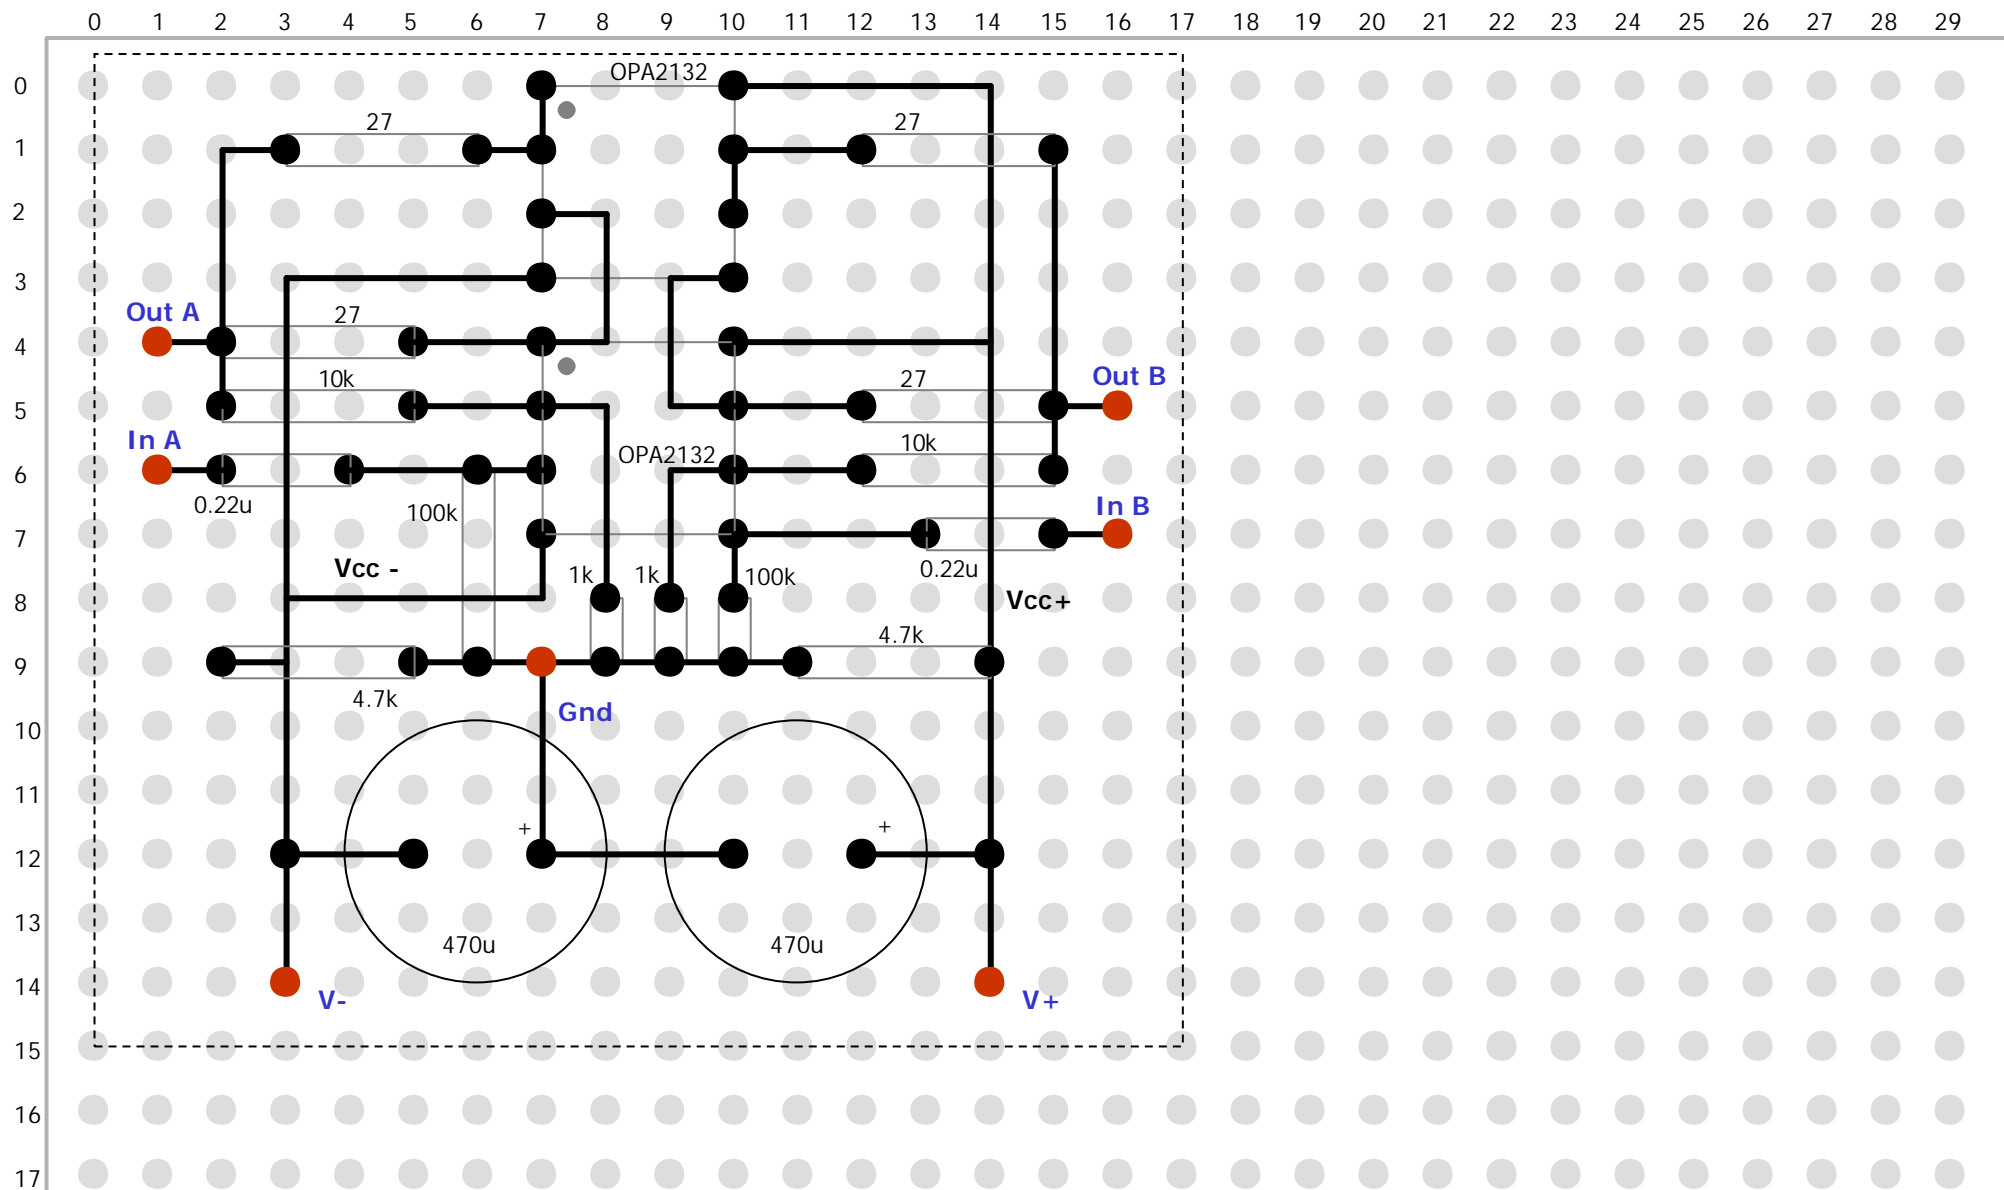 0 1 2 3 4 5 6 7 8 9 10 11 12 13 14 15 16 17 18 19 20 21 22 23 24 25 26 27 28 29
0
OPA2132
1
27
27
2
3
Out A
27
4
10k
27
Out B
5
In A
OPA2132
10k
6
0.22u
100k
In B
7
Vcc -
1k
1k
100k
0.22u
8
Vcc+
4.7k
9
4.7k
Gnd
10
11
+
+
12
13
470u
470u
14
V-
V+
15
16
17